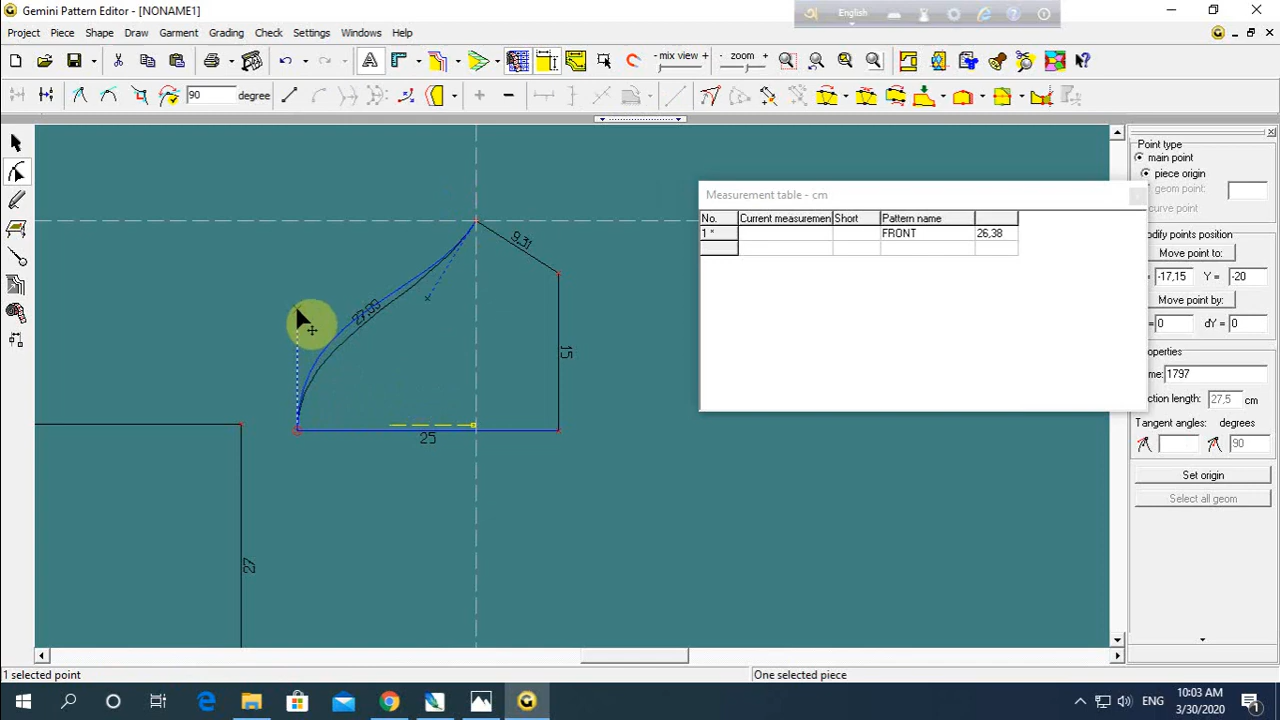 Gemini Pattern Editor - [NONAME1]
English
Project Piece Shape Draw Garment Grading Check Settings Windows Help
mix view + zoom +
90 degree
Point type
main point
piece origin
geom point:
curve point
Measurement table - cm
No. Current measuremen Short Pattern name
1 * FRONT 26,38
odify points position
Move point to:
-17,15 Y = -20
Move point by:
=0 dY = 0
roperties
me: 1797
ction length: 27,5 cm
Tangent angles: degrees
90
Set origin
Select all geom
9,31
15
25
27
1 selected point One selected piece
ENG
10:03 AM
3/30/2020